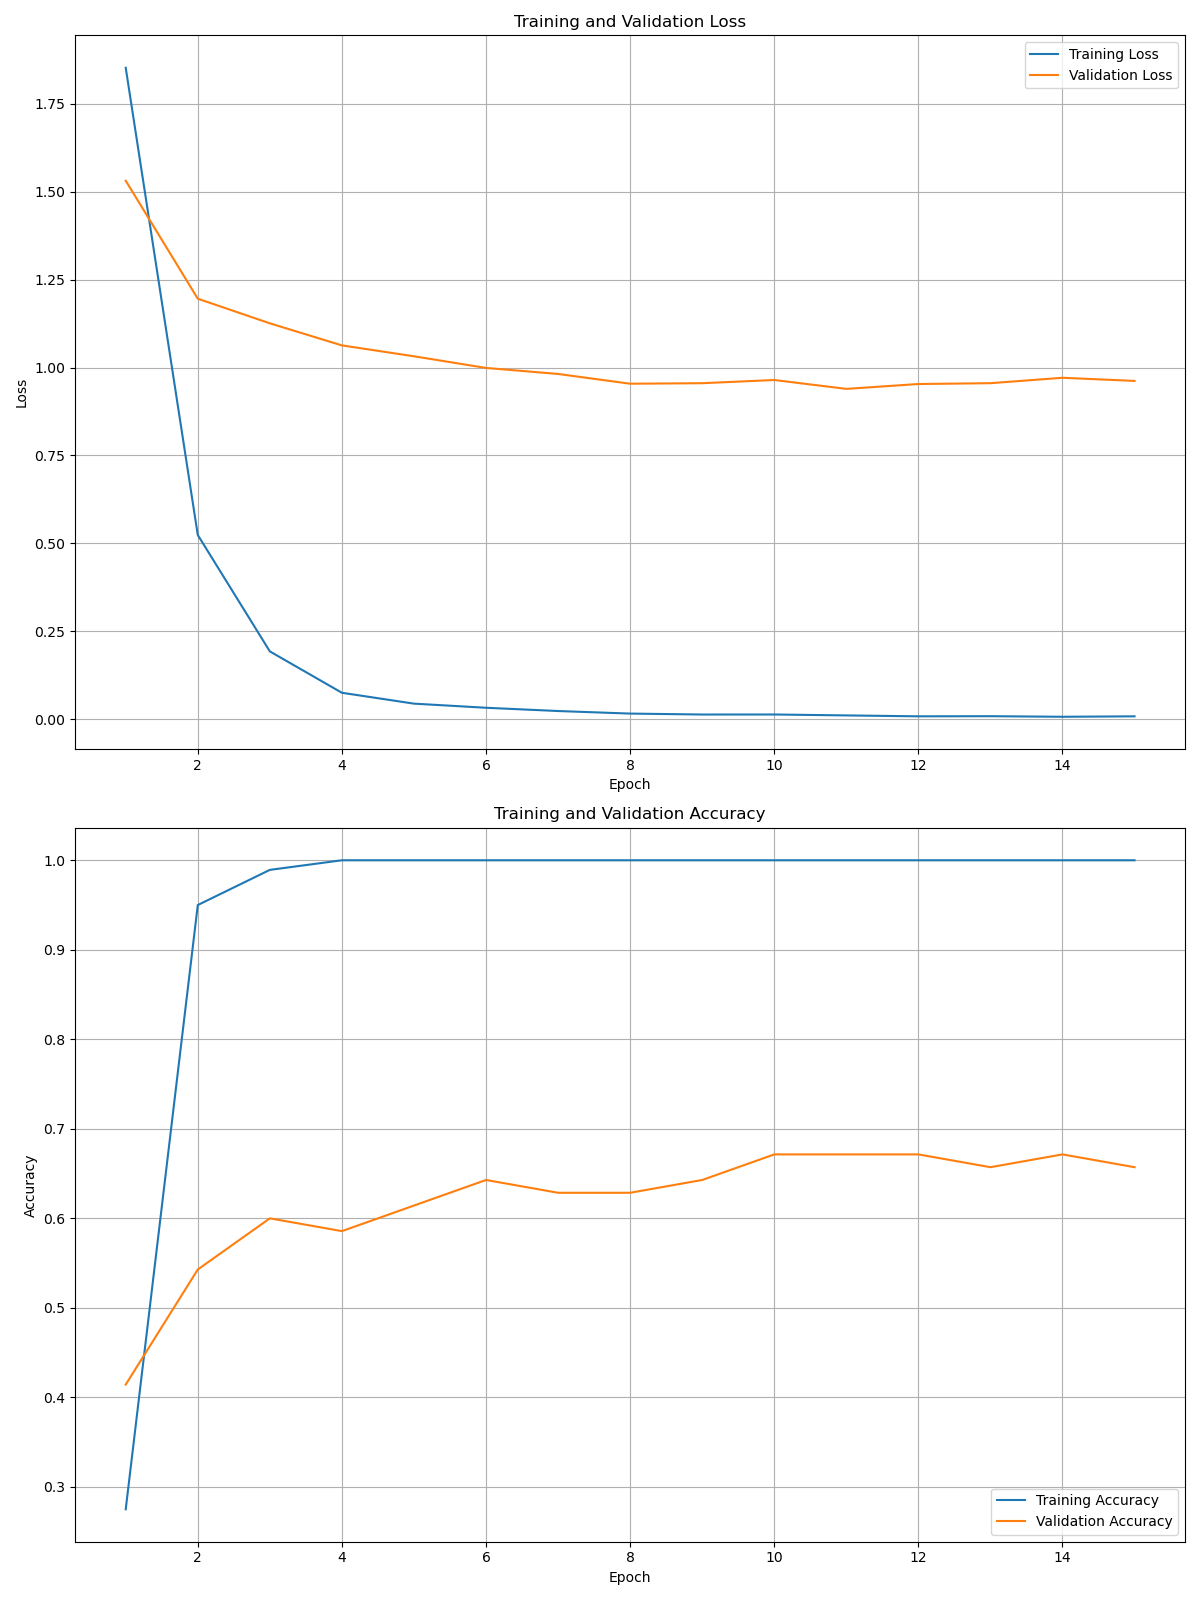 Training and Validation Loss
Training Loss
Validation Loss
1.75
1.50
1.25
1.00
0.75
0.50
0.25
0.00
Loss
2 4 6 8 10 12 14
Epoch
Training and Validation Accuracy
1.0
0.9
0.8
0.7
0.6
0.5
0.4
0.3
Accuracy
Training Accuracy
Validation Accuracy
2 4 6 8 10 12 14
Epoch